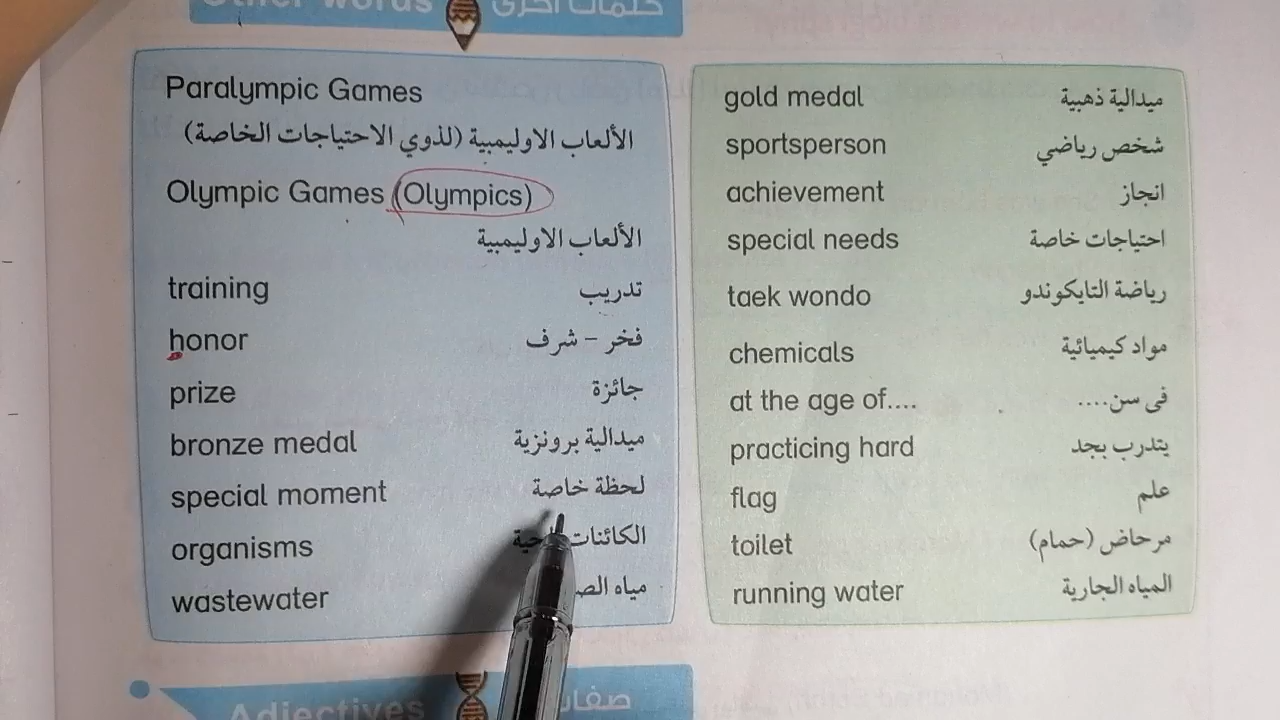 Other words كلمات أخرى
Paralympic Games
الألعاب الاوليمبية (لذوي الاحتياجات الخاصة)
Olympic Games (Olympics)
الألعاب الاوليمبية
training تدريب
honor فخر - شرف
prize جائزة
bronze medal ميدالية برونزية
special moment لحظة خاصة
organisms الكائنات
wastewater مياه
gold medal ميدالية ذهبية
sportsperson شخص رياضي
achievement انجاز
special needs احتياجات خاصة
taek wondo رياضة التايكوندو
chemicals مواد كيميائية
at the age of.... فى سن....
practicing hard يتدرب بجد
flag علم
toilet مرحاض (حمام)
running water المياه الجارية
Adjectives